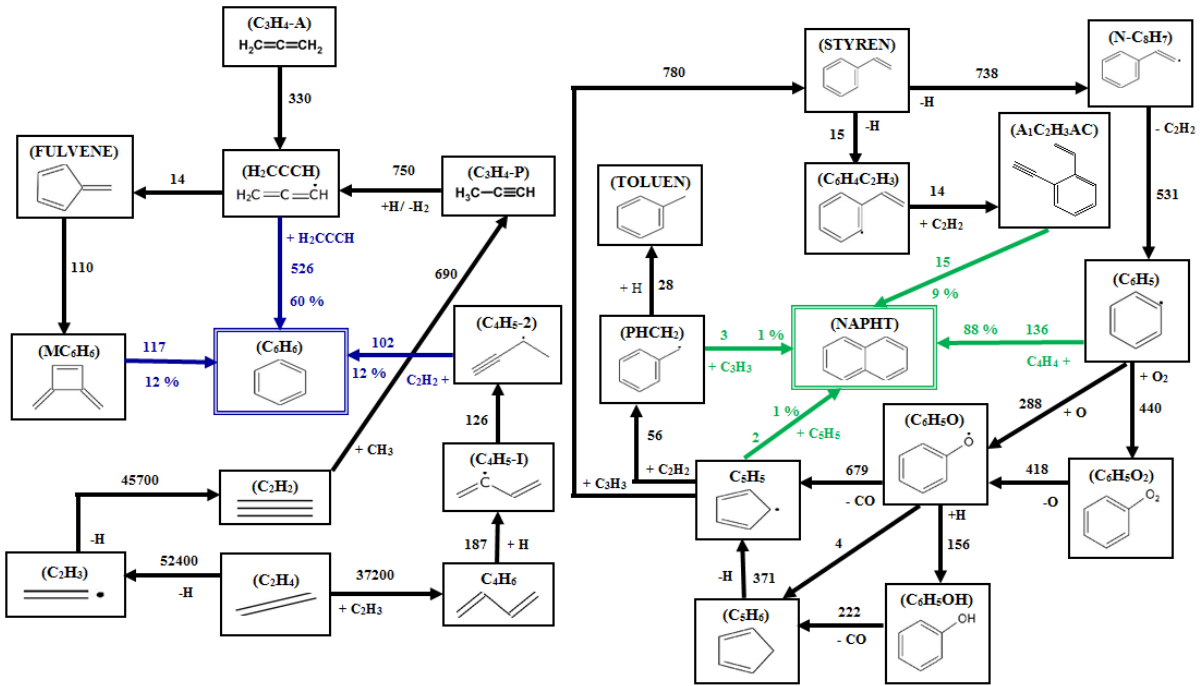 (C₃H₄-A)
H₂C=C=CH₂
330
(FULVENE)
14
(H₂CCCH)
H₂C=C=CH
750
+H/ -H₂
(C₃H₄-P)
H₃C-C≡CH
+ H₂CCCH
526
60 %
110
690
(MC₆H₆)
117
12 %
(C₆H₆)
102
12 %
C₂H₂ +
(C₄H₅-2)
126
+ CH₃
(C₄H₅-I)
C
45700
(C₂H₂)
-H
187
+ H
(C₂H₃)
52400
-H
(C₂H₄)
37200
+ C₂H₃
C₄H₆
780
(STYREN)
738
-H
(N-C₈H₇)
15
-H
(A₁C₂H₃AC)
- C₂H₂
(TOLUEN)
(C₆H₄C₂H₃)
14
+ C₂H₂
531
15
9 %
+ H
28
(C₆H₅)
(PHCH₂)
3
1 %
+ C₃H₃
(NAPHT)
88 %
136
C₄H₄ +
+ O₂
1 %
2
+ C₅H₅
288
+ O
440
56
+ C₂H₂
+ C₃H₃
(C₆H₅O)
O
C₅H₅
679
- CO
418
-O
(C₆H₅O₂)
O₂
+H
4
156
-H
371
(C₅H₆)
222
- CO
(C₆H₅OH)
OH